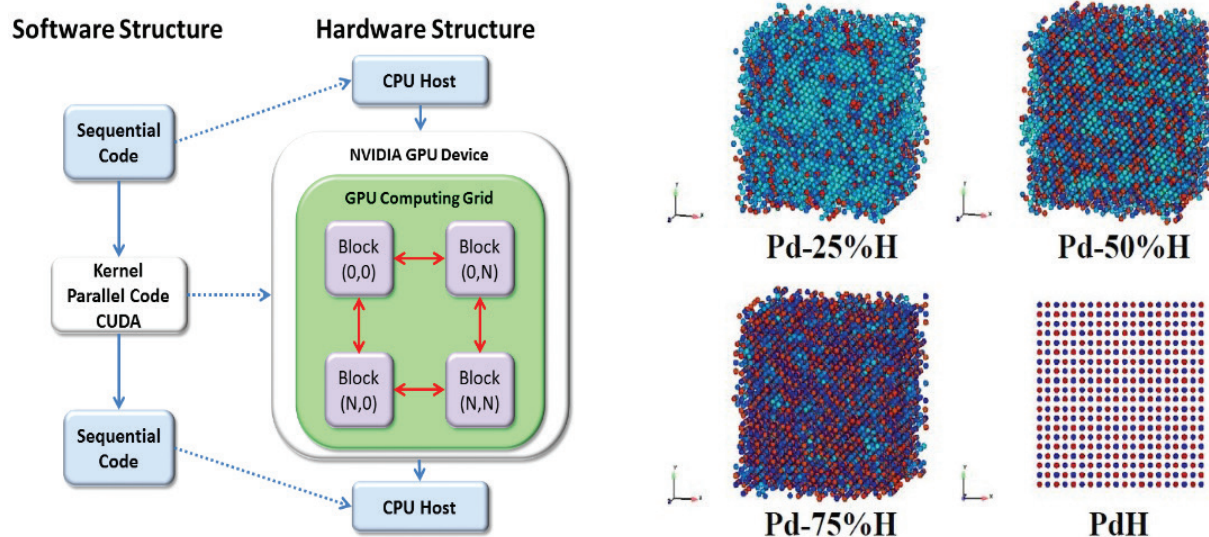 Software Structure
Hardware Structure
CPU Host
Sequential
Code
NVIDIA GPU Device
GPU Computing Grid
Block
(0,0)
Block
(0,N)
Kernel
Parallel Code
CUDA
Block
(N,0)
Block
(N,N)
Sequential
Code
CPU Host
Pd-25%H
Pd-50%H
Pd-75%H
PdH